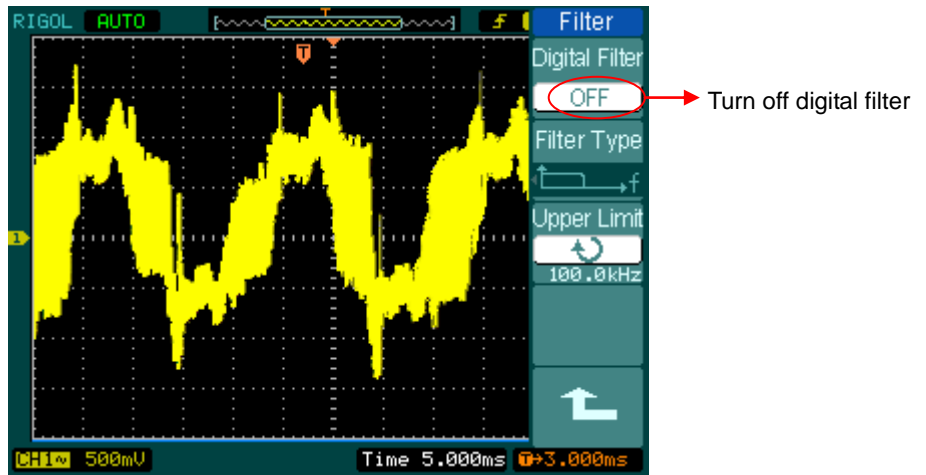 RIGOL AUTO T Filter
T
Digital Filter
OFF
Turn off digital filter
Filter Type
f
Upper Limit
1
100.0kHz
CH1~ 500mV Time 5.000ms T→3.000ms